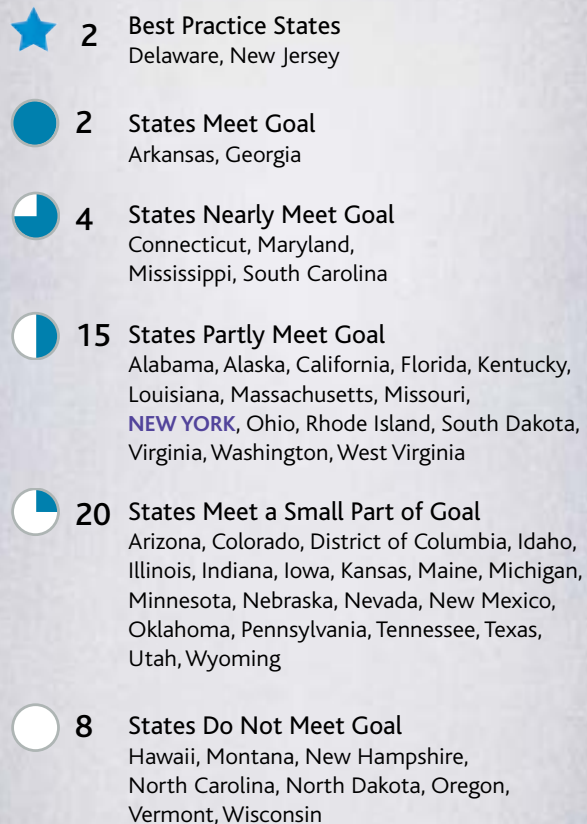 2 Best Practice States
Delaware, New Jersey
2 States Meet Goal
Arkansas, Georgia
4 States Nearly Meet Goal
Connecticut, Maryland,
Mississippi, South Carolina
15 States Partly Meet Goal
Alabama, Alaska, California, Florida, Kentucky,
Louisiana, Massachusetts, Missouri,
NEW YORK, Ohio, Rhode Island, South Dakota,
Virginia, Washington, West Virginia
20 States Meet a Small Part of Goal
Arizona, Colorado, District of Columbia, Idaho,
Illinois, Indiana, Iowa, Kansas, Maine, Michigan,
Minnesota, Nebraska, Nevada, New Mexico,
Oklahoma, Pennsylvania, Tennessee, Texas,
Utah, Wyoming
8 States Do Not Meet Goal
Hawaii, Montana, New Hampshire,
North Carolina, North Dakota, Oregon,
Vermont, Wisconsin